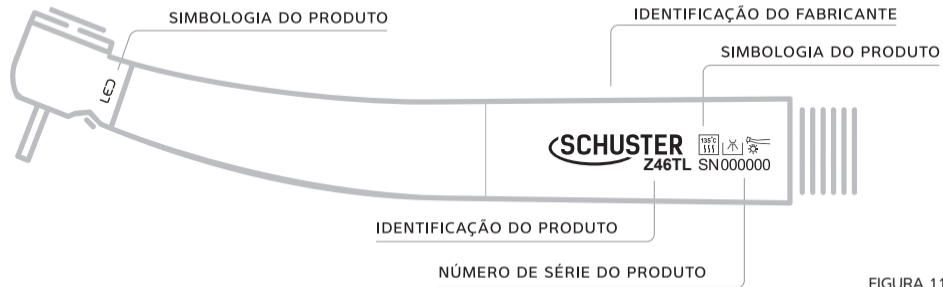 SIMBOLOGIA DO PRODUTO
IDENTIFICAÇÃO DO FABRICANTE
SIMBOLOGIA DO PRODUTO
LED
SCHUSTER
135°C
Z46TL SN000000
IDENTIFICAÇÃO DO PRODUTO
NÚMERO DE SÉRIE DO PRODUTO
FIGURA 11